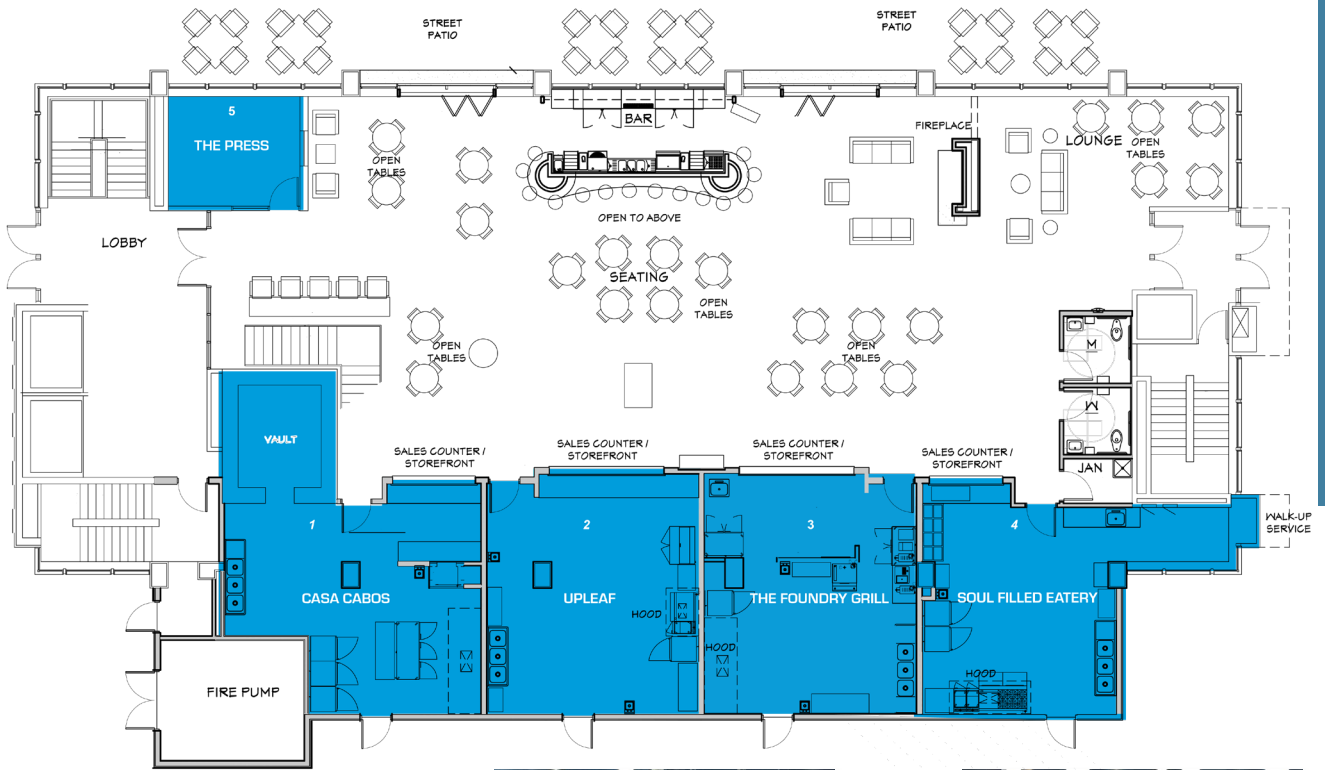 STREET
PATIO
STREET
PATIO
5
THE PRESS
BAR
FIREPLACE
LOUNGE
OPEN
TABLES
OPEN
TABLES
OPEN TO ABOVE
LOBBY
SEATING
OPEN
TABLES
OPEN
TABLES
OPEN
TABLES
M
W
VAULT
SALES COUNTER /
STOREFRONT
SALES COUNTER /
STOREFRONT
SALES COUNTER /
STOREFRONT
SALES COUNTER /
STOREFRONT
JAN
WALK-UP
SERVICE
1
2
3
4
CASA CABOS
UPLEAF
THE FOUNDRY GRILL
SOUL FILLED EATERY
HOOD
HOOD
HOOD
FIRE PUMP